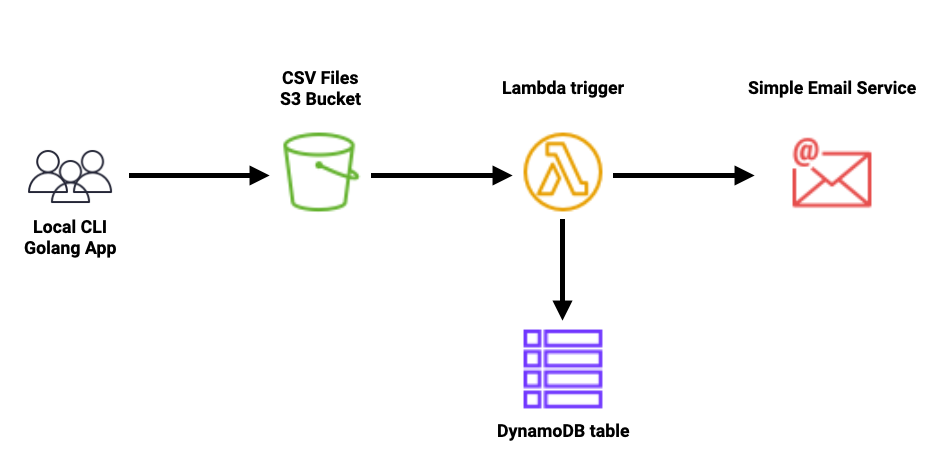 CSV Files
S3 Bucket
Lambda trigger
Simple Email Service
@
Local CLI
Golang App
DynamoDB table